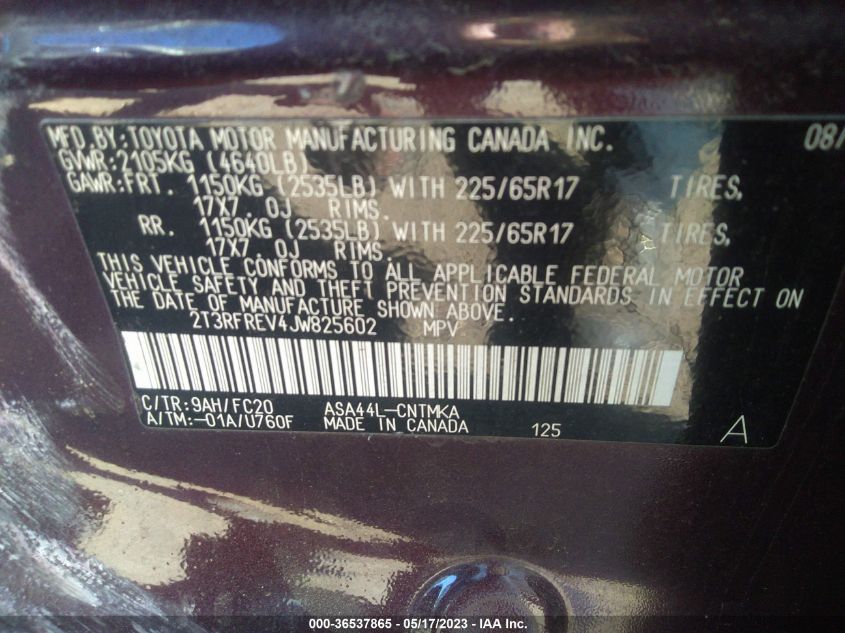 MFD.BY:TOYOTA MOTOR MANUFACTURING CANADA INC. 08/
GVWR:2105KG (4640LB)
GAWR:FRT. 1150KG (2535LB) WITH 225/65R17 TIRES,
17X7.0J RIMS.
RR. 1150KG (2535LB) WITH 225/65R17 TIRES,
17X7.0J RIMS.
THIS VEHICLE CONFORMS TO ALL APPLICABLE FEDERAL MOTOR
VEHICLE SAFETY AND THEFT PREVENTION STANDARDS IN EFFECT ON
THE DATE OF MANUFACTURE SHOWN ABOVE.
2T3RFREV4JW825602 MPV
C/TR:9AH/FC20 ASA44L-CNTMKA
A/TM:-01A/U760F MADE IN CANADA 125 A
000-36537865 - 05/17/2023 - IAA Inc.